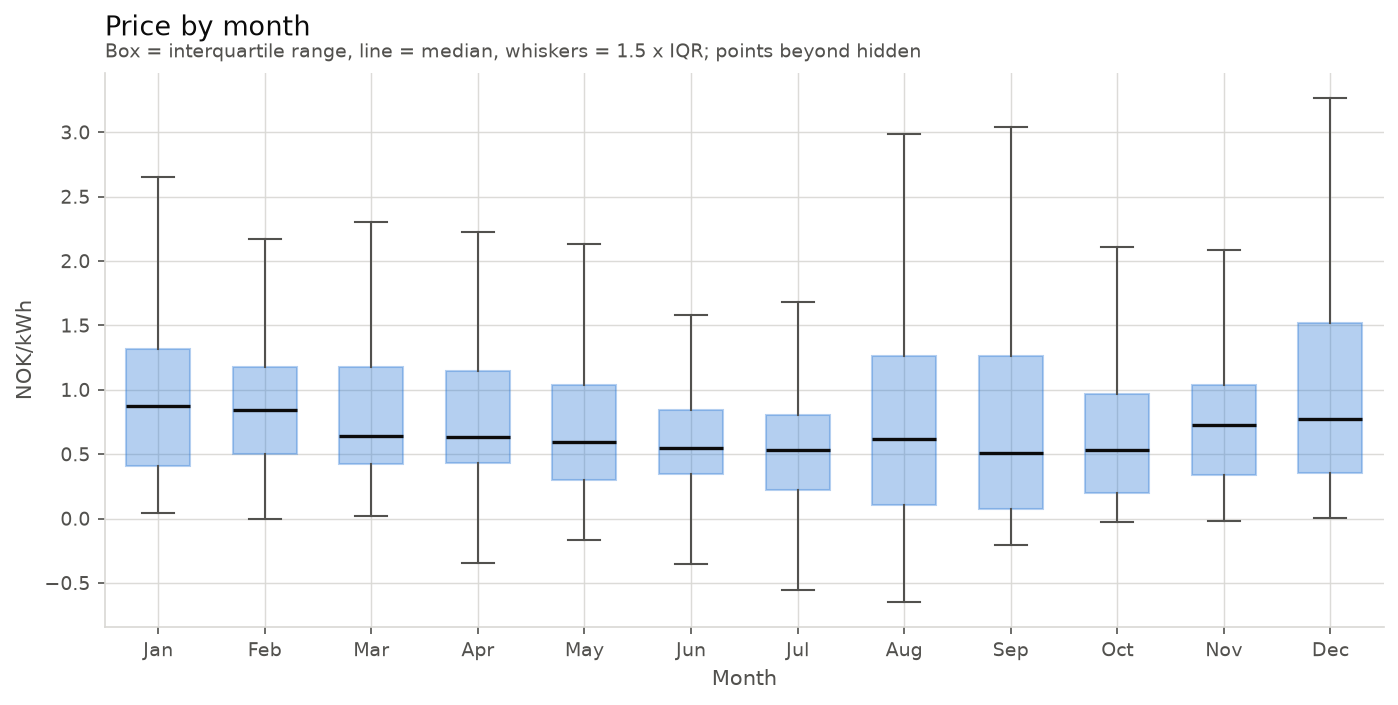 Price by month
Box = interquartile range, line = median, whiskers = 1.5 x IQR; points beyond hidden
NOK/kWh
3.0
2.5
2.0
1.5
1.0
0.5
0.0
−0.5
Jan Feb Mar Apr May Jun Jul Aug Sep Oct Nov Dec
Month